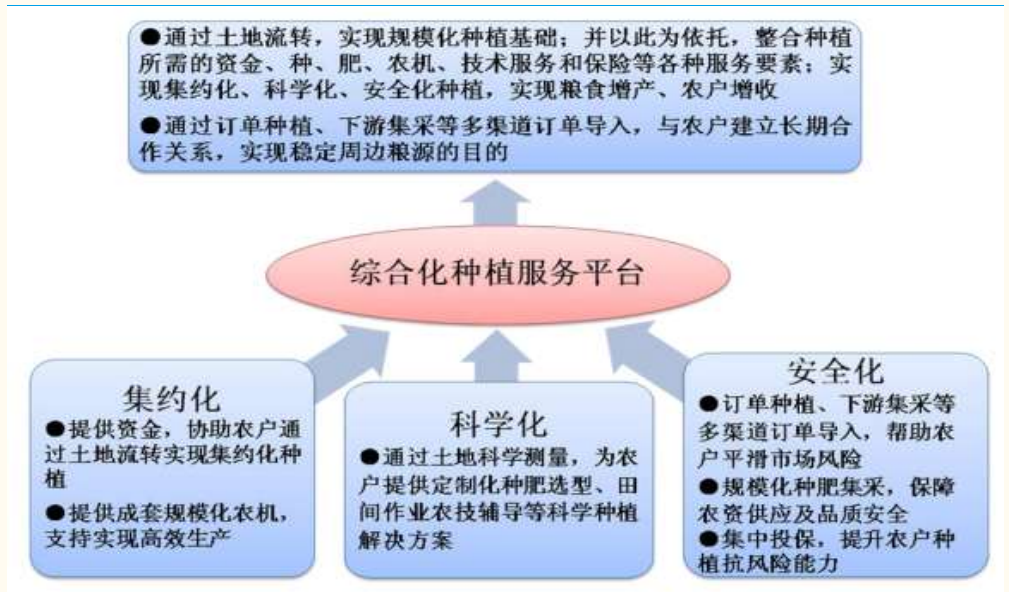 ●通过土地流转，实现规模化种植基础；并以此为依托，整合种植
所需的资金、种、肥、农机、技术服务和保险等各种服务要素；实
现集约化、科学化、安全化种植，实现粮食增产、农户增收
●通过订单种植、下游集采等多渠道订单导入，与农户建立长期合
作关系，实现稳定周边粮源的目的
综合化种植服务平台
集约化
●提供资金，协助农户通
过土地流转实现集约化种
植
●提供成套规模化农机，
支持实现高效生产
科学化
●通过土地科学测量，为农
户提供定制化种肥选型、田
间作业农技辅导等科学种植
解决方案
安全化
●订单种植、下游集采等
多渠道订单导入，帮助农
户平滑市场风险
●规模化种肥集采，保障
农资供应及品质安全
●集中投保，提升农户种
植抗风险能力